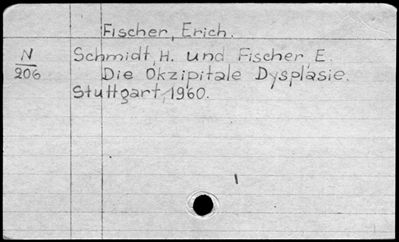 Fischer, Erich.
N
206
Schmidt, H. und Fischer, E.
Die Okzipitale Dysplasie.
Stuttgart, 1960.